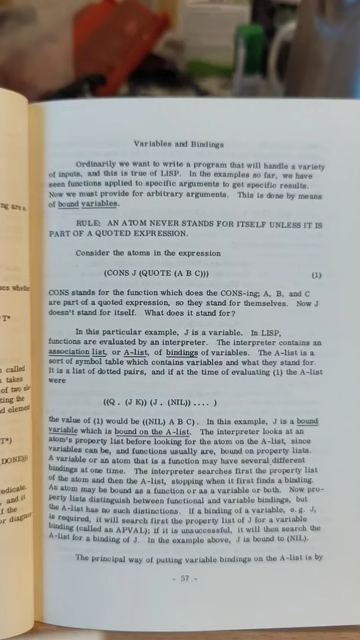 Variables and Bindings
Ordinarily we want to write a program that will handle a variety
of inputs, and this is true of LISP. In the examples so far, we have
seen functions applied to specific arguments to get specific results.
Now we must provide for arbitrary arguments. This is done by means
of bound variables.
RULE: AN ATOM NEVER STANDS FOR ITSELF UNLESS IT IS
PART OF A QUOTED EXPRESSION.
Consider the atoms in the expression
(CONS J (QUOTE (A B C))) (1)
CONS stands for the function which does the CONS-ing; A, B, and C
are part of a quoted expression, so they stand for themselves. Now J
doesn't stand for itself. What does it stand for?
In this particular example, J is a variable. In LISP,
functions are evaluated by an interpreter. The interpreter contains an
association list, or A-list, of bindings of variables. The A-list is a
sort of symbol table which contains variables and what they stand for.
It is a list of dotted pairs, and if at the time of evaluating (1) the A-list
were
((Q . (J K)) (J . (NIL)) .... )
the value of (1) would be ((NIL) A B C). In this example, J is a bound
variable which is bound on the A-list. The interpreter looks at an
atom's property list before looking for the atom on the A-list, since
variables can be, and functions usually are, bound on property lists.
A variable or an atom that is a function may have several different
bindings at one time. The interpreter searches first the property list
of the atom and then the A-list, stopping when it first finds a binding.
An atom may be bound as a function or as a variable or both. Now pro-
perty lists distinguish between functional and variable bindings, but
the A-list has no such distinctions. If a binding of a variable, e.g. J,
is required, it will search first the property list of J for a variable
binding (called an APVAL); if it is unsuccessful, it will then search the
A-list for a binding of J. In the example above, J is bound to (NIL).
The principal way of putting variable bindings on the A-list is by
- 57 -